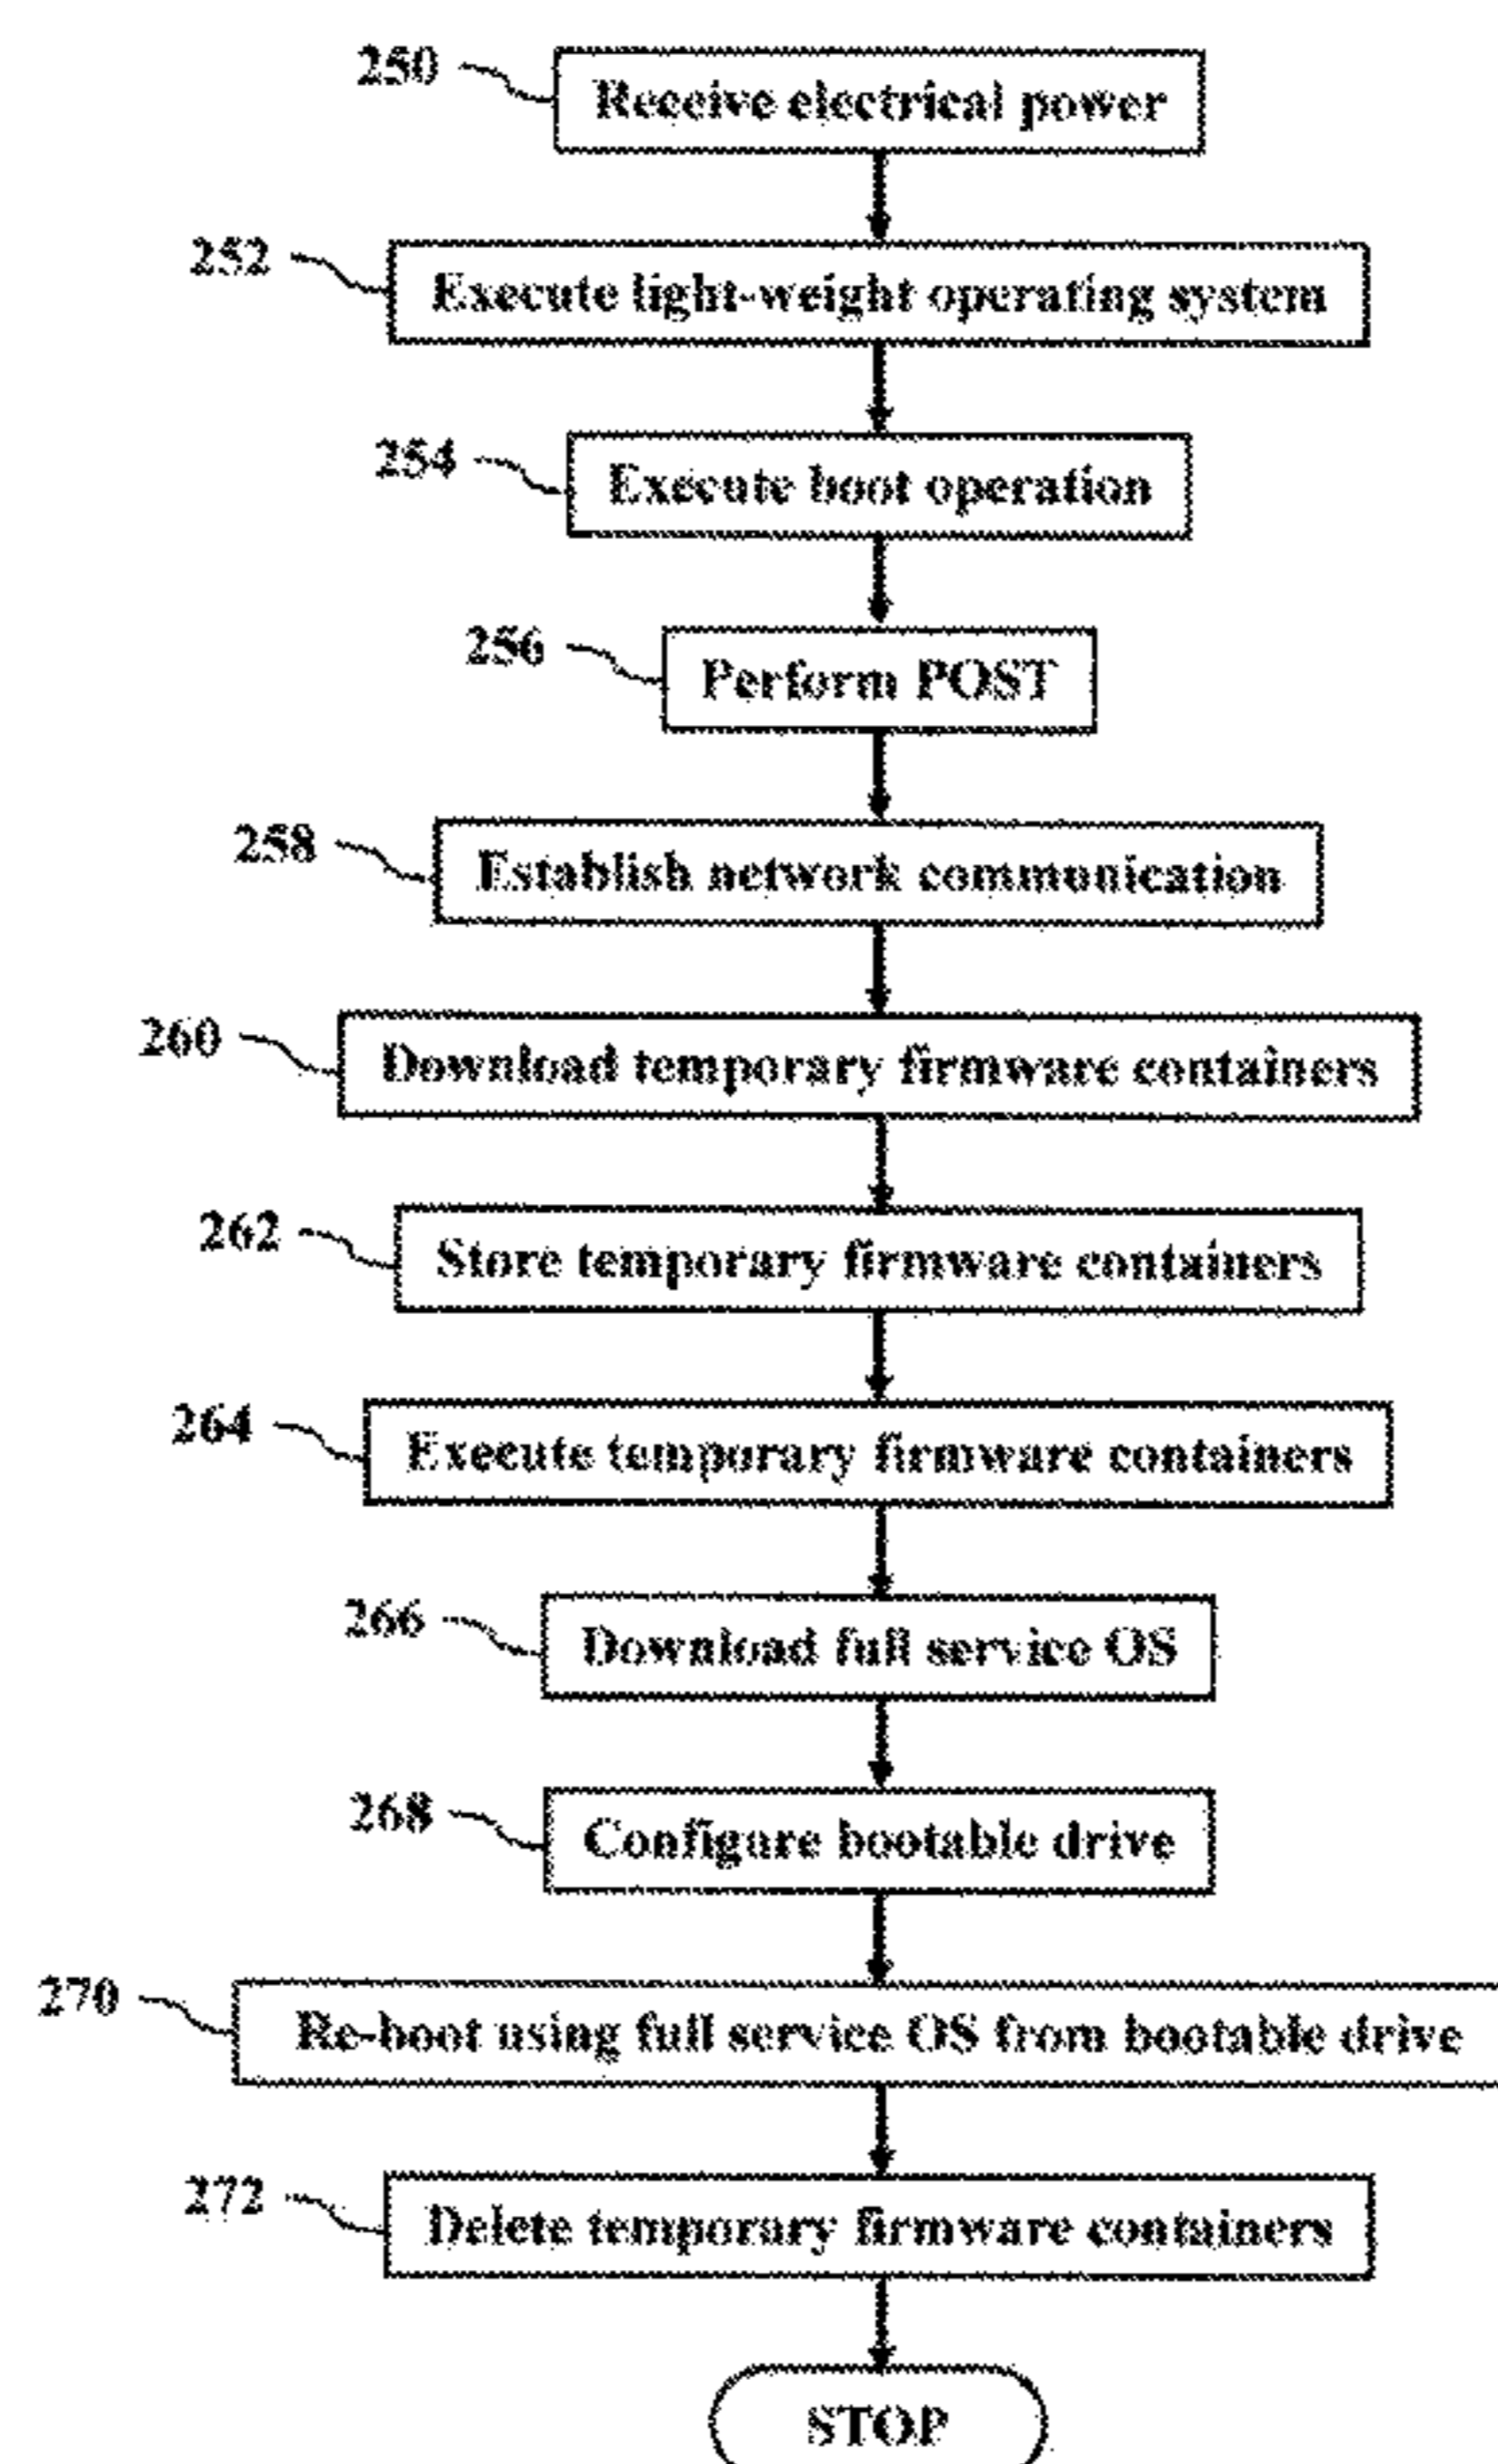 250
Receive electrical power
252
Execute light-weight operating system
254
Execute boot operation
256
Perform POST
258
Establish network communication
260
Download temporary firmware containers
262
Store temporary firmware containers
264
Execute temporary firmware containers
266
Download full service OS
268
Configure bootable drive
270
Re-boot using full service OS from bootable drive
272
Delete temporary firmware containers
STOP